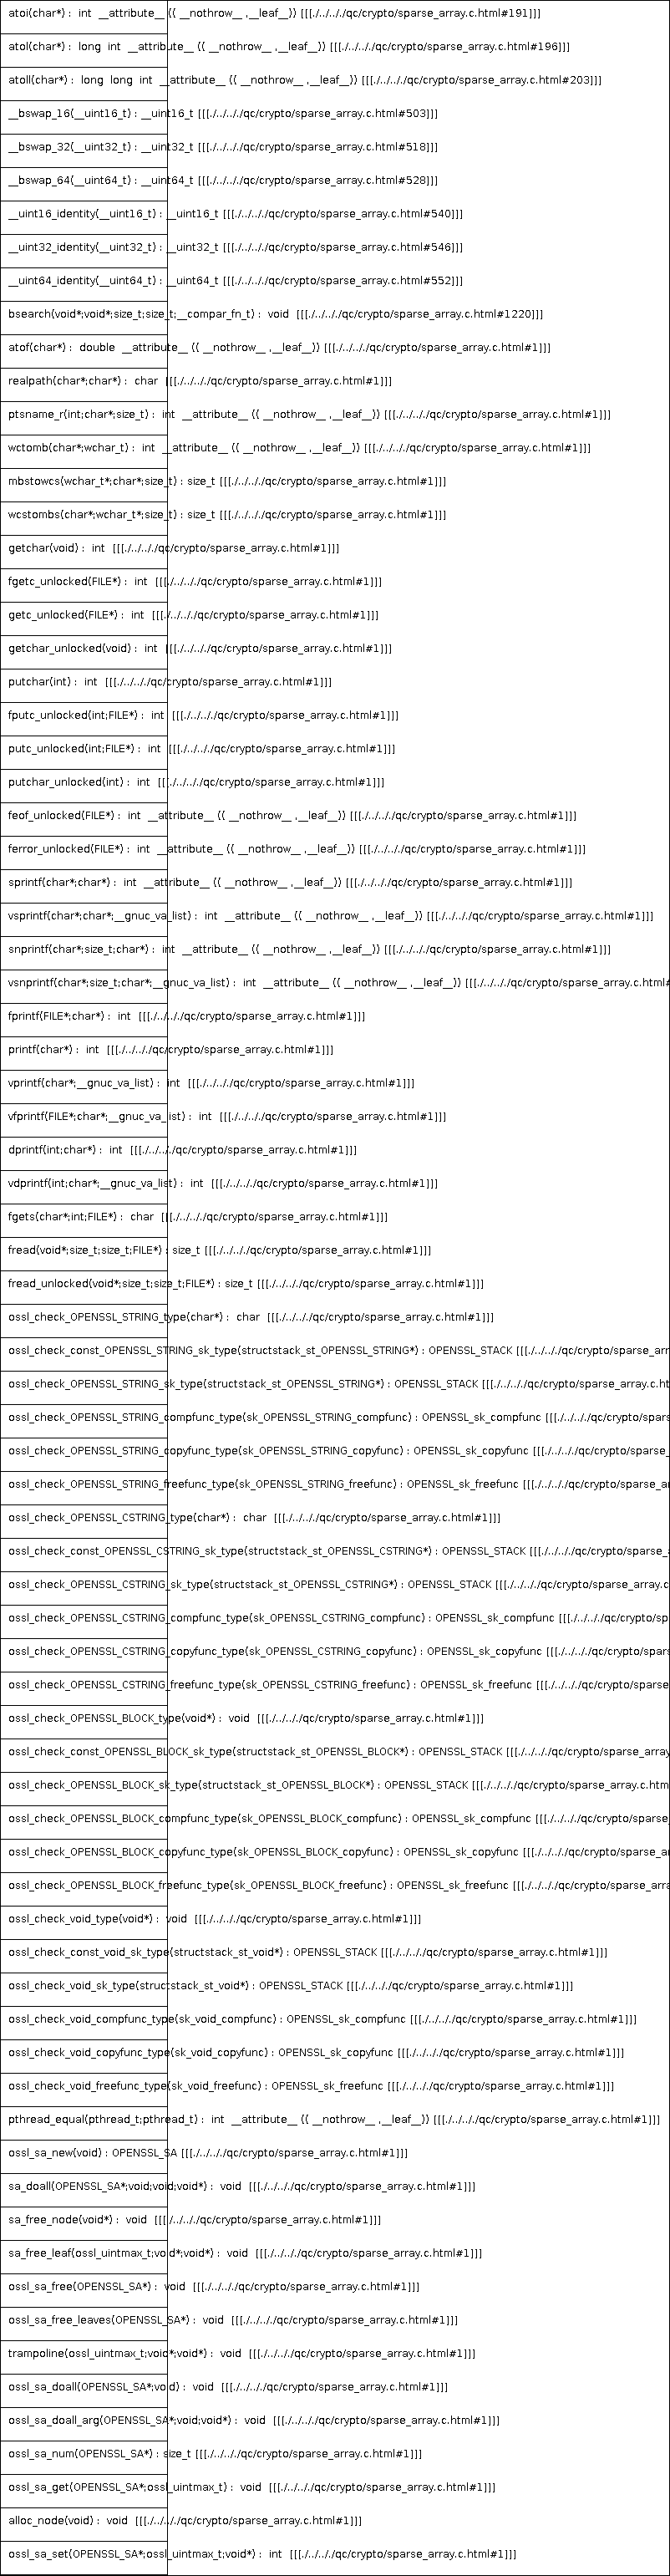 atoi(char*) : int __attribute__ (( __nothrow__ ,__leaf__)) [[[./../../../qc/crypto/sparse_array.c.html#191]]]
atol(char*) : long int __attribute__ (( __nothrow__ ,__leaf__)) [[[./../../../qc/crypto/sparse_array.c.html#196]]]
atoll(char*) : long long int __attribute__ (( __nothrow__ ,__leaf__)) [[[./../../../qc/crypto/sparse_array.c.html#203]]]
__bswap_16(__uint16_t) : __uint16_t [[[./../../../qc/crypto/sparse_array.c.html#503]]]
__bswap_32(__uint32_t) : __uint32_t [[[./../../../qc/crypto/sparse_array.c.html#518]]]
__bswap_64(__uint64_t) : __uint64_t [[[./../../../qc/crypto/sparse_array.c.html#528]]]
__uint16_identity(__uint16_t) : __uint16_t [[[./../../../qc/crypto/sparse_array.c.html#540]]]
__uint32_identity(__uint32_t) : __uint32_t [[[./../../../qc/crypto/sparse_array.c.html#546]]]
__uint64_identity(__uint64_t) : __uint64_t [[[./../../../qc/crypto/sparse_array.c.html#552]]]
bsearch(void*;void*;size_t;size_t;__compar_fn_t) : void [[[./../../../qc/crypto/sparse_array.c.html#1220]]]
atof(char*) : double __attribute__ (( __nothrow__ ,__leaf__)) [[[./../../../qc/crypto/sparse_array.c.html#1]]]
realpath(char*;char*) : char [[[./../../../qc/crypto/sparse_array.c.html#1]]]
ptsname_r(int;char*;size_t) : int __attribute__ (( __nothrow__ ,__leaf__)) [[[./../../../qc/crypto/sparse_array.c.html#1]]]
wctomb(char*;wchar_t) : int __attribute__ (( __nothrow__ ,__leaf__)) [[[./../../../qc/crypto/sparse_array.c.html#1]]]
mbstowcs(wchar_t*;char*;size_t) : size_t [[[./../../../qc/crypto/sparse_array.c.html#1]]]
wcstombs(char*;wchar_t*;size_t) : size_t [[[./../../../qc/crypto/sparse_array.c.html#1]]]
getchar(void) : int [[[./../../../qc/crypto/sparse_array.c.html#1]]]
fgetc_unlocked(FILE*) : int [[[./../../../qc/crypto/sparse_array.c.html#1]]]
getc_unlocked(FILE*) : int [[[./../../../qc/crypto/sparse_array.c.html#1]]]
getchar_unlocked(void) : int [[[./../../../qc/crypto/sparse_array.c.html#1]]]
putchar(int) : int [[[./../../../qc/crypto/sparse_array.c.html#1]]]
fputc_unlocked(int;FILE*) : int [[[./../../../qc/crypto/sparse_array.c.html#1]]]
putc_unlocked(int;FILE*) : int [[[./../../../qc/crypto/sparse_array.c.html#1]]]
putchar_unlocked(int) : int [[[./../../../qc/crypto/sparse_array.c.html#1]]]
feof_unlocked(FILE*) : int __attribute__ (( __nothrow__ ,__leaf__)) [[[./../../../qc/crypto/sparse_array.c.html#1]]]
ferror_unlocked(FILE*) : int __attribute__ (( __nothrow__ ,__leaf__)) [[[./../../../qc/crypto/sparse_array.c.html#1]]]
sprintf(char*;char*) : int __attribute__ (( __nothrow__ ,__leaf__)) [[[./../../../qc/crypto/sparse_array.c.html#1]]]
vsprintf(char*;char*;__gnuc_va_list) : int __attribute__ (( __nothrow__ ,__leaf__)) [[[./../../../qc/crypto/sparse_array.c.html#1]]]
snprintf(char*;size_t;char*) : int __attribute__ (( __nothrow__ ,__leaf__)) [[[./../../../qc/crypto/sparse_array.c.html#1]]]
vsnprintf(char*;size_t;char*;__gnuc_va_list) : int __attribute__ (( __nothrow__ ,__leaf__)) [[[./../../../qc/crypto/sparse_array.c.html#
fprintf(FILE*;char*) : int [[[./../../../qc/crypto/sparse_array.c.html#1]]]
printf(char*) : int [[[./../../../qc/crypto/sparse_array.c.html#1]]]
vprintf(char*;__gnuc_va_list) : int [[[./../../../qc/crypto/sparse_array.c.html#1]]]
vfprintf(FILE*;char*;__gnuc_va_list) : int [[[./../../../qc/crypto/sparse_array.c.html#1]]]
dprintf(int;char*) : int [[[./../../../qc/crypto/sparse_array.c.html#1]]]
vdprintf(int;char*;__gnuc_va_list) : int [[[./../../../qc/crypto/sparse_array.c.html#1]]]
fgets(char*;int;FILE*) : char [[[./../../../qc/crypto/sparse_array.c.html#1]]]
fread(void*;size_t;size_t;FILE*) : size_t [[[./../../../qc/crypto/sparse_array.c.html#1]]]
fread_unlocked(void*;size_t;size_t;FILE*) : size_t [[[./../../../qc/crypto/sparse_array.c.html#1]]]
ossl_check_OPENSSL_STRING_type(char*) : char [[[./../../../qc/crypto/sparse_array.c.html#1]]]
ossl_check_const_OPENSSL_STRING_sk_type(structstack_st_OPENSSL_STRING*) : OPENSSL_STACK [[[./../../../qc/crypto/sparse_arr
ossl_check_OPENSSL_STRING_sk_type(structstack_st_OPENSSL_STRING*) : OPENSSL_STACK [[[./../../../qc/crypto/sparse_array.c.ht
ossl_check_OPENSSL_STRING_compfunc_type(sk_OPENSSL_STRING_compfunc) : OPENSSL_sk_compfunc [[[./../../../qc/crypto/spars
ossl_check_OPENSSL_STRING_copyfunc_type(sk_OPENSSL_STRING_copyfunc) : OPENSSL_sk_copyfunc [[[./../../../qc/crypto/sparse_
ossl_check_OPENSSL_STRING_freefunc_type(sk_OPENSSL_STRING_freefunc) : OPENSSL_sk_freefunc [[[./../../../qc/crypto/sparse_ar
ossl_check_OPENSSL_CSTRING_type(char*) : char [[[./../../../qc/crypto/sparse_array.c.html#1]]]
ossl_check_const_OPENSSL_CSTRING_sk_type(structstack_st_OPENSSL_CSTRING*) : OPENSSL_STACK [[[./../../../qc/crypto/sparse_a
ossl_check_OPENSSL_CSTRING_sk_type(structstack_st_OPENSSL_CSTRING*) : OPENSSL_STACK [[[./../../../qc/crypto/sparse_array.c
ossl_check_OPENSSL_CSTRING_compfunc_type(sk_OPENSSL_CSTRING_compfunc) : OPENSSL_sk_compfunc [[[./../../../qc/crypto/sp
ossl_check_OPENSSL_CSTRING_copyfunc_type(sk_OPENSSL_CSTRING_copyfunc) : OPENSSL_sk_copyfunc [[[./../../../qc/crypto/spars
ossl_check_OPENSSL_CSTRING_freefunc_type(sk_OPENSSL_CSTRING_freefunc) : OPENSSL_sk_freefunc [[[./../../../qc/crypto/sparse
ossl_check_OPENSSL_BLOCK_type(void*) : void [[[./../../../qc/crypto/sparse_array.c.html#1]]]
ossl_check_const_OPENSSL_BLOCK_sk_type(structstack_st_OPENSSL_BLOCK*) : OPENSSL_STACK [[[./../../../qc/crypto/sparse_array
ossl_check_OPENSSL_BLOCK_sk_type(structstack_st_OPENSSL_BLOCK*) : OPENSSL_STACK [[[./../../../qc/crypto/sparse_array.c.htm
ossl_check_OPENSSL_BLOCK_compfunc_type(sk_OPENSSL_BLOCK_compfunc) : OPENSSL_sk_compfunc [[[./../../../qc/crypto/sparse_
ossl_check_OPENSSL_BLOCK_copyfunc_type(sk_OPENSSL_BLOCK_copyfunc) : OPENSSL_sk_copyfunc [[[./../../../qc/crypto/sparse_ar
ossl_check_OPENSSL_BLOCK_freefunc_type(sk_OPENSSL_BLOCK_freefunc) : OPENSSL_sk_freefunc [[[./../../../qc/crypto/sparse_arra
ossl_check_void_type(void*) : void [[[./../../../qc/crypto/sparse_array.c.html#1]]]
ossl_check_const_void_sk_type(structstack_st_void*) : OPENSSL_STACK [[[./../../../qc/crypto/sparse_array.c.html#1]]]
ossl_check_void_sk_type(structstack_st_void*) : OPENSSL_STACK [[[./../../../qc/crypto/sparse_array.c.html#1]]]
ossl_check_void_compfunc_type(sk_void_compfunc) : OPENSSL_sk_compfunc [[[./../../../qc/crypto/sparse_array.c.html#1]]]
ossl_check_void_copyfunc_type(sk_void_copyfunc) : OPENSSL_sk_copyfunc [[[./../../../qc/crypto/sparse_array.c.html#1]]]
ossl_check_void_freefunc_type(sk_void_freefunc) : OPENSSL_sk_freefunc [[[./../../../qc/crypto/sparse_array.c.html#1]]]
pthread_equal(pthread_t;pthread_t) : int __attribute__ (( __nothrow__ ,__leaf__)) [[[./../../../qc/crypto/sparse_array.c.html#1]]]
ossl_sa_new(void) : OPENSSL_SA [[[./../../../qc/crypto/sparse_array.c.html#1]]]
sa_doall(OPENSSL_SA*;void;void;void*) : void [[[./../../../qc/crypto/sparse_array.c.html#1]]]
sa_free_node(void*) : void [[[./../../../qc/crypto/sparse_array.c.html#1]]]
sa_free_leaf(ossl_uintmax_t;void*;void*) : void [[[./../../../qc/crypto/sparse_array.c.html#1]]]
ossl_sa_free(OPENSSL_SA*) : void [[[./../../../qc/crypto/sparse_array.c.html#1]]]
ossl_sa_free_leaves(OPENSSL_SA*) : void [[[./../../../qc/crypto/sparse_array.c.html#1]]]
trampoline(ossl_uintmax_t;void*;void*) : void [[[./../../../qc/crypto/sparse_array.c.html#1]]]
ossl_sa_doall(OPENSSL_SA*;void) : void [[[./../../../qc/crypto/sparse_array.c.html#1]]]
ossl_sa_doall_arg(OPENSSL_SA*;void;void*) : void [[[./../../../qc/crypto/sparse_array.c.html#1]]]
ossl_sa_num(OPENSSL_SA*) : size_t [[[./../../../qc/crypto/sparse_array.c.html#1]]]
ossl_sa_get(OPENSSL_SA*;ossl_uintmax_t) : void [[[./../../../qc/crypto/sparse_array.c.html#1]]]
alloc_node(void) : void [[[./../../../qc/crypto/sparse_array.c.html#1]]]
ossl_sa_set(OPENSSL_SA*;ossl_uintmax_t;void*) : int [[[./../../../qc/crypto/sparse_array.c.html#1]]]